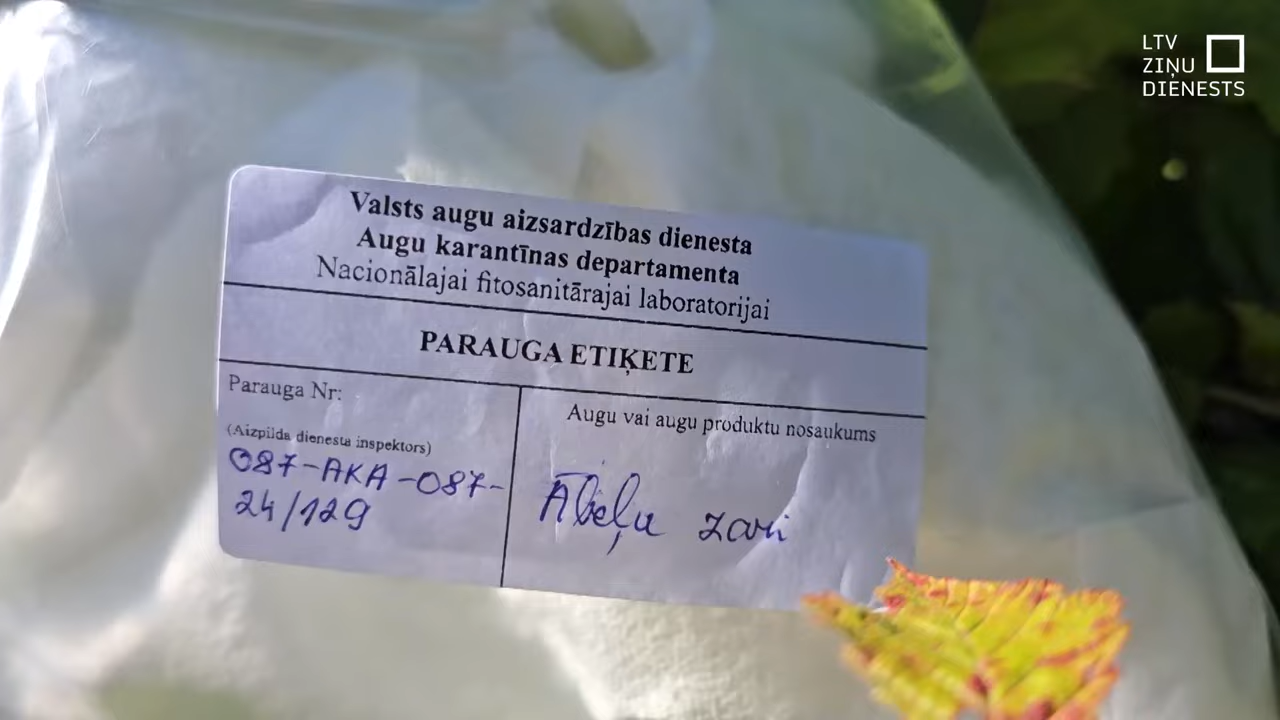 LTV
ZIŅU
DIENESTS
Valsts augu aizsardzības dienesta
Augu karantīnas departamenta
Nacionālajai fitosanitārajai laboratorijai
PARAUGA ETIĶETE
Parauga Nr:
(Aizpilda dienesta inspektors)
087-AKA-087-
24/129
Augu vai augu produktu nosaukums
Ābeļu zari